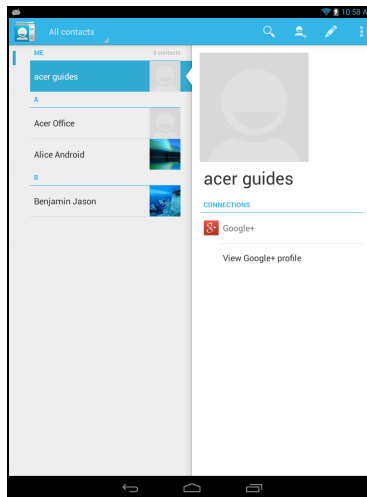 10:58 A
All contacts
ME
3 contacts
acer guides
A
Acer Office
Alice Android
B
Benjamin Jason
acer guides
CONNECTIONS
Google+
View Google+ profile